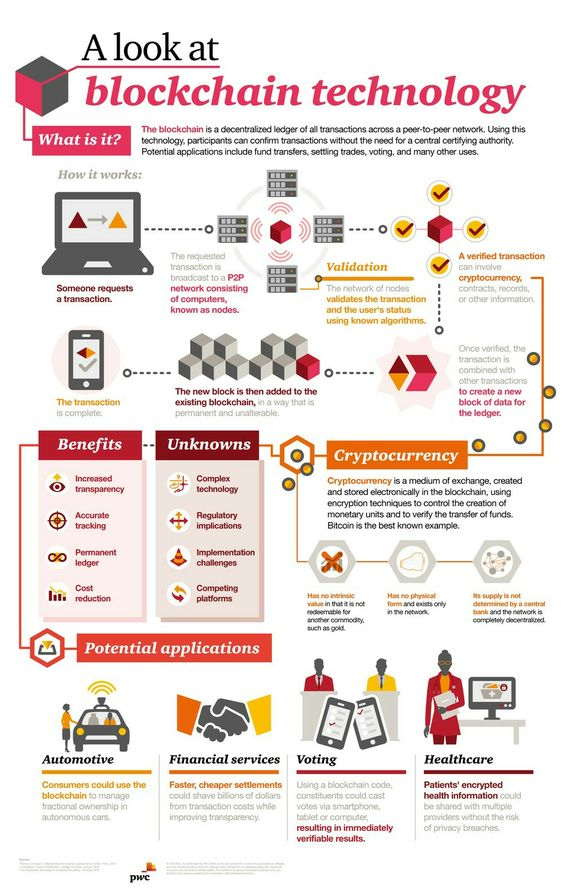 A look at
blockchain technology
What is it?
The blockchain is a decentralized ledger of all transactions across a peer-to-peer network. Using this
technology, participants can confirm transactions without the need for a central certifying authority.
Potential applications include fund transfers, settling trades, voting, and many other uses.
How it works:
Someone requests
a transaction.
The requested
transaction is
broadcast to a P2P
network consisting
of computers,
known as nodes.
Validation
The network of nodes
validates the transaction
and the user's status
using known algorithms.
A verified transaction
can involve
cryptocurrency,
contracts, records,
or other information.
Once verified, the
transaction is
combined with
other transactions
to create a new
block of data for
the ledger.
The new block is then added to the
existing blockchain, in a way that is
permanent and unalterable.
The transaction
is complete.
Benefits
Increased
transparency
Accurate
tracking
Permanent
ledger
Cost
reduction
Unknowns
Complex
technology
Regulatory
implications
Implementation
challenges
Competing
platforms
Cryptocurrency
Cryptocurrency is a medium of exchange, created
and stored electronically in the blockchain, using
encryption techniques to control the creation of
monetary units and to verify the transfer of funds.
Bitcoin is the best known example.
Has no intrinsic
value in that it is not
redeemable for
another commodity,
such as gold.
Has no physical
form and exists only
in the network.
Its supply is not
determined by a central
bank and the network is
completely decentralized.
Potential applications
Automotive
Consumers could use the
blockchain to manage
fractional ownership in
autonomous cars.
Financial services
Faster, cheaper settlements
could shave billions of dollars
from transaction costs while
improving transparency.
Voting
Using a blockchain code,
constituents could cast
votes via smartphone,
tablet or computer,
resulting in immediately
verifiable results.
Healthcare
Patients' encrypted
health information could
be shared with multiple
providers without the risk
of privacy breaches.
pwc